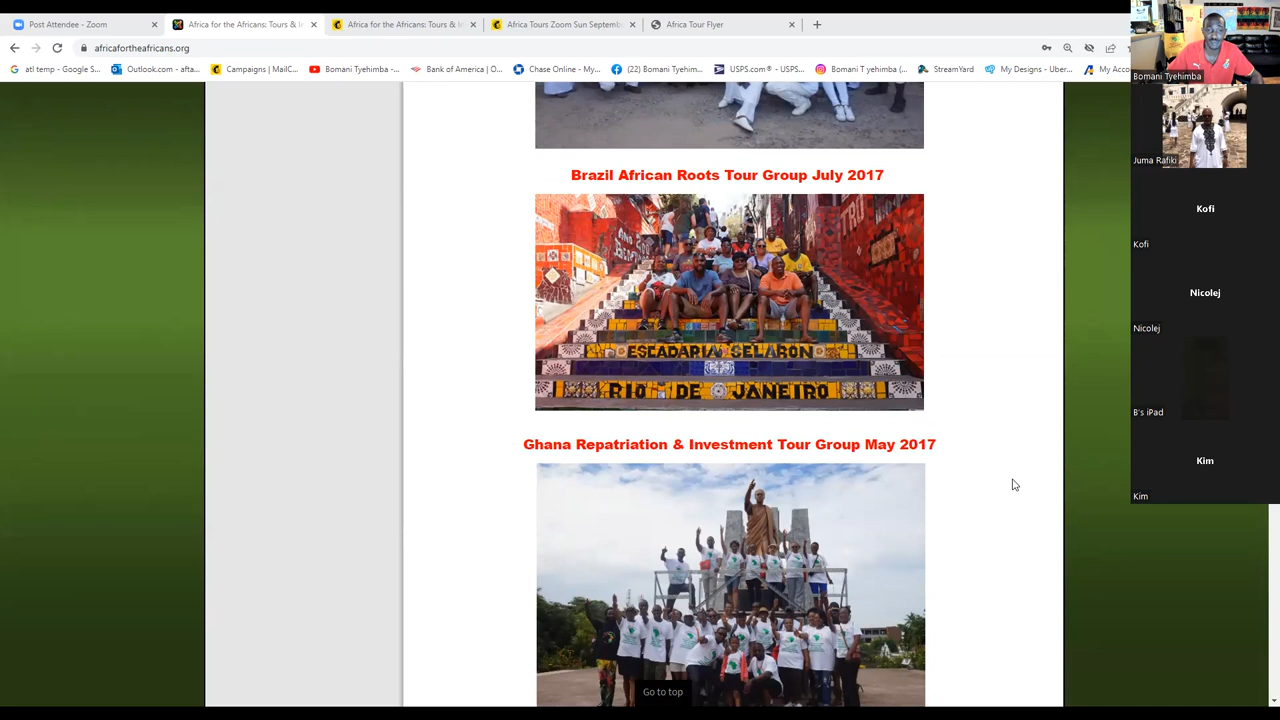 Post Attendee - Zoom
Africa for the Africans: Tours & In
Africa for the Africans: Tours & In
Africa Tours Zoom Sun Septembe
Africa Tour Flyer
africafortheafricans.org
atl temp - Google S...
Outlook.com - afta...
Campaigns | MailC...
Bomani Tyehimba -...
Bank of America | O...
Chase Online - My...
(22) Bomani Tyehim...
USPS.com® - USPS...
Bomani T yehimba (...
StreamYard
My Designs - Uber...
My Acco
Bomani Tyehimba
Juma Rafiki
Kofi
Kofi
Nicolej
Nicolej
B's iPad
Kim
Kim
Brazil African Roots Tour Group July 2017
ESCADARIA SELARON
RIO DE JANEIRO
Ghana Repatriation & Investment Tour Group May 2017
Go to top